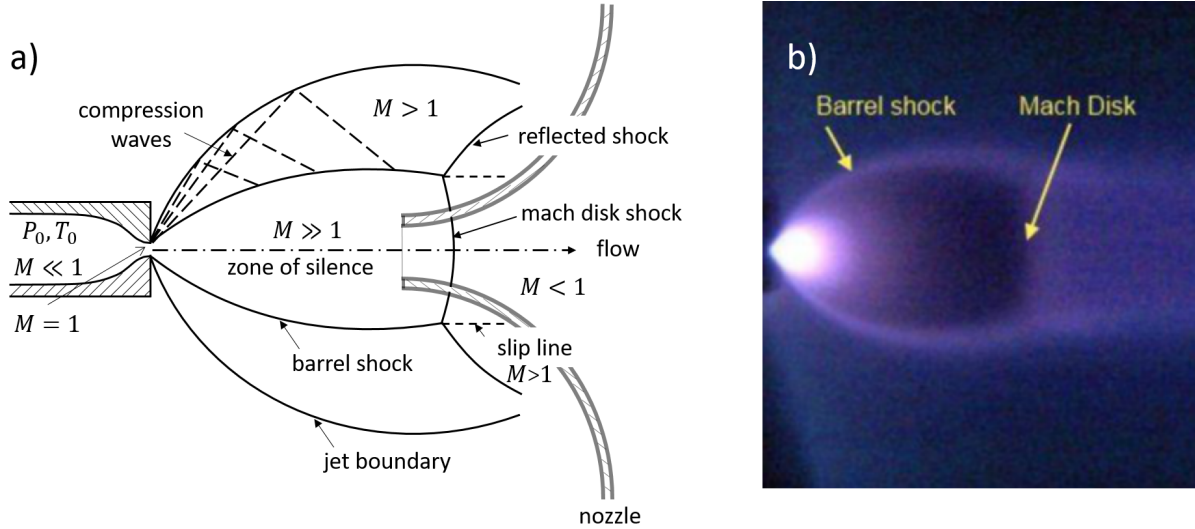 a)
compression
waves
M > 1
reflected shock
P₀, T₀
M ≪ 1
M = 1
M ≫ 1
zone of silence
mach disk shock
flow
M < 1
barrel shock
slip line
M>1
jet boundary
nozzle
b)
Barrel shock
Mach Disk